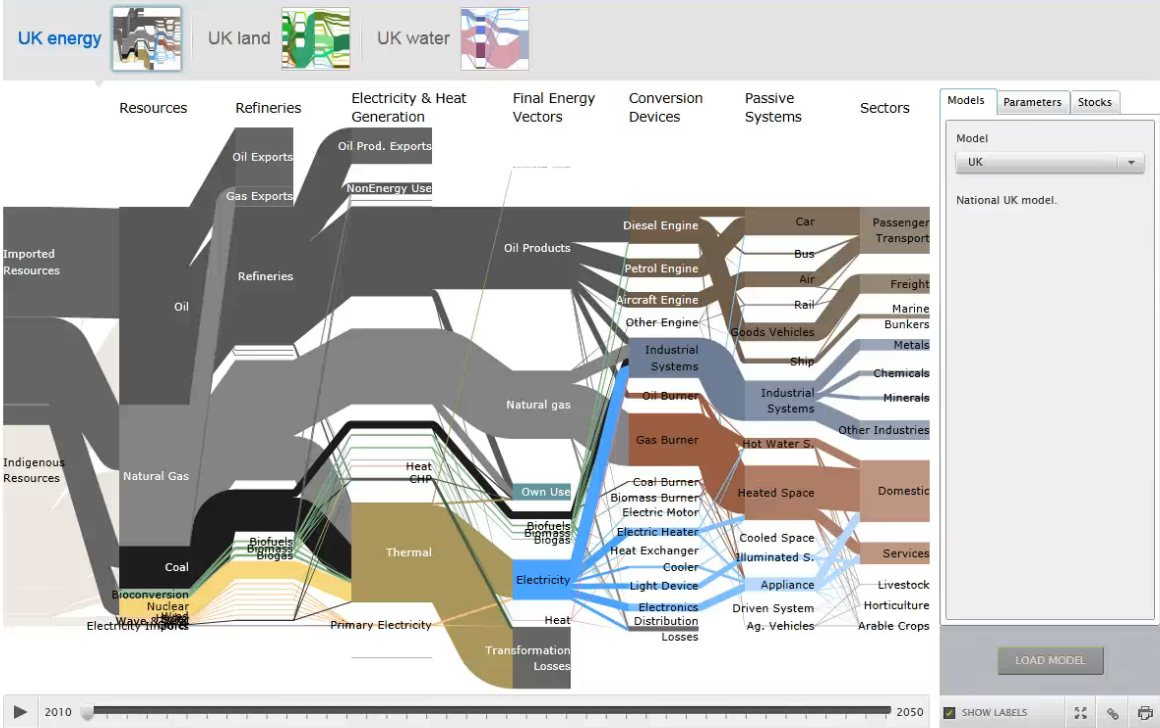 UK energy
UK land
UK water
Resources
Refineries
Electricity & Heat
Generation
Final Energy
Vectors
Conversion
Devices
Passive
Systems
Sectors
Imported
Resources
Indigenous
Resources
Oil
Natural Gas
Coal
Bioconversion
Nuclear
Electricity Imports
Oil Exports
Gas Exports
Refineries
Biofuels
Biomass
Biogas
Oil Prod. Exports
NonEnergy Use
Heat
CHP
Thermal
Primary Electricity
Oil Products
Natural gas
Own Use
Biofuels
Biomass
Biogas
Electricity
Heat
Transformation
Losses
Diesel Engine
Petrol Engine
Aircraft Engine
Other Engine
Industrial
Systems
Oil Burner
Gas Burner
Coal Burner
Biomass Burner
Electric Motor
Electric Heater
Heat Exchanger
Cooler
Light Device
Electronics
Distribution
Losses
Car
Bus
Air
Rail
Goods Vehicles
Ship
Industrial
Systems
Hot Water S.
Heated Space
Cooled Space
Illuminated S.
Appliance
Driven System
Ag. Vehicles
Passenger
Transport
Freight
Marine
Bunkers
Metals
Chemicals
Minerals
Other Industries
Domestic
Services
Livestock
Horticulture
Arable Crops
Models
Parameters
Stocks
Model
UK
National UK model.
LOAD MODEL
2010
2050
SHOW LABELS